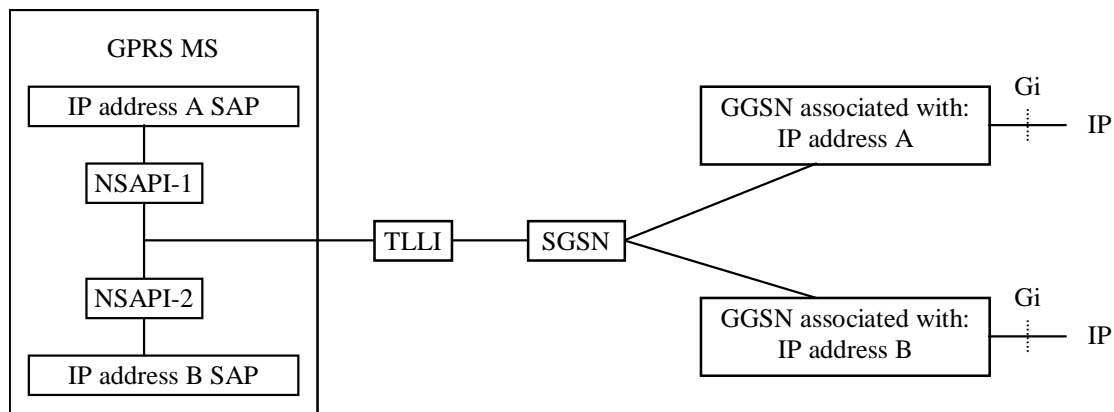 GPRS MS
IP address A SAP
NSAPI-1
NSAPI-2
IP address B SAP
TLLI
SGSN
GGSN associated with:
IP address A
Gi
IP
GGSN associated with:
IP address B
Gi
IP